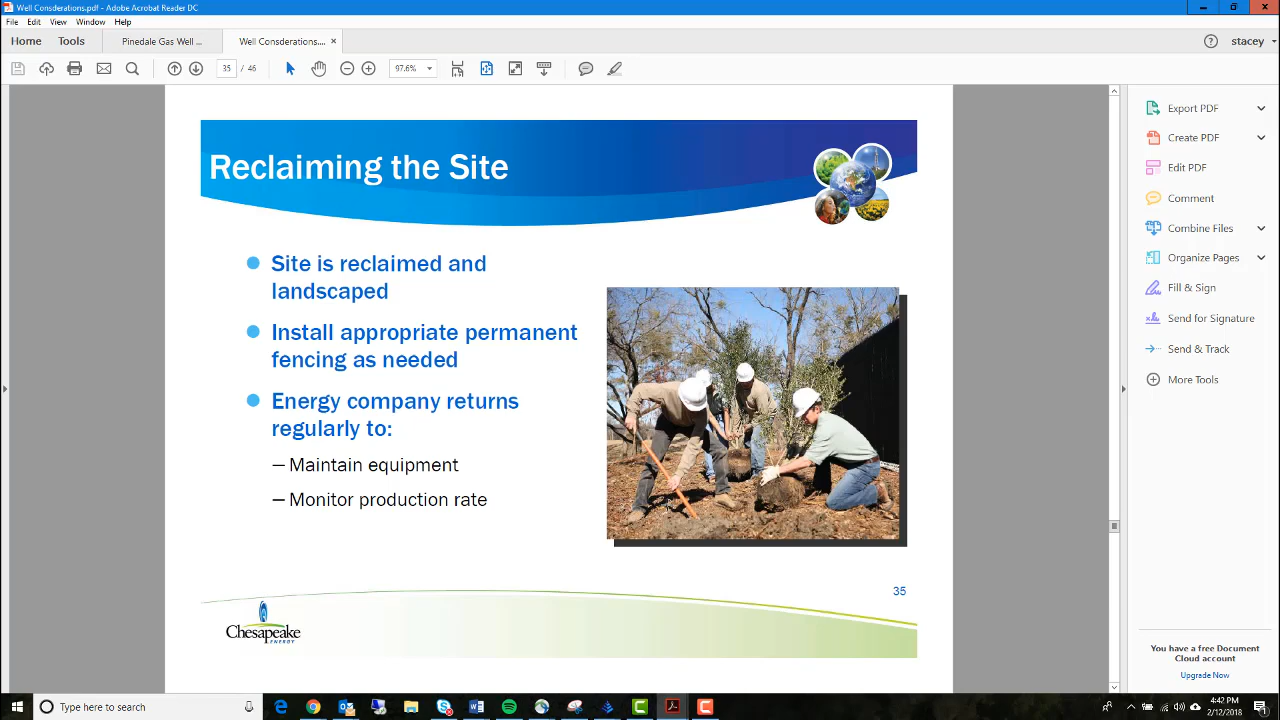 Well Consderations.pdf - Adobe Acrobat Reader DC
File Edit View Window Help
Home Tools Pinedale Gas Well ... Well Consderations.... × stacey
35 / 46 97.6%
Reclaiming the Site
Site is reclaimed and
landscaped
Install appropriate permanent
fencing as needed
Energy company returns
regularly to:
– Maintain equipment
– Monitor production rate
35
Chesapeake
ENERGY
Export PDF
Create PDF
Edit PDF
Comment
Combine Files
Organize Pages
Fill & Sign
Send for Signature
Send & Track
More Tools
You have a free Document
Cloud account
Upgrade Now
Type here to search
4:42 PM
2/12/2018